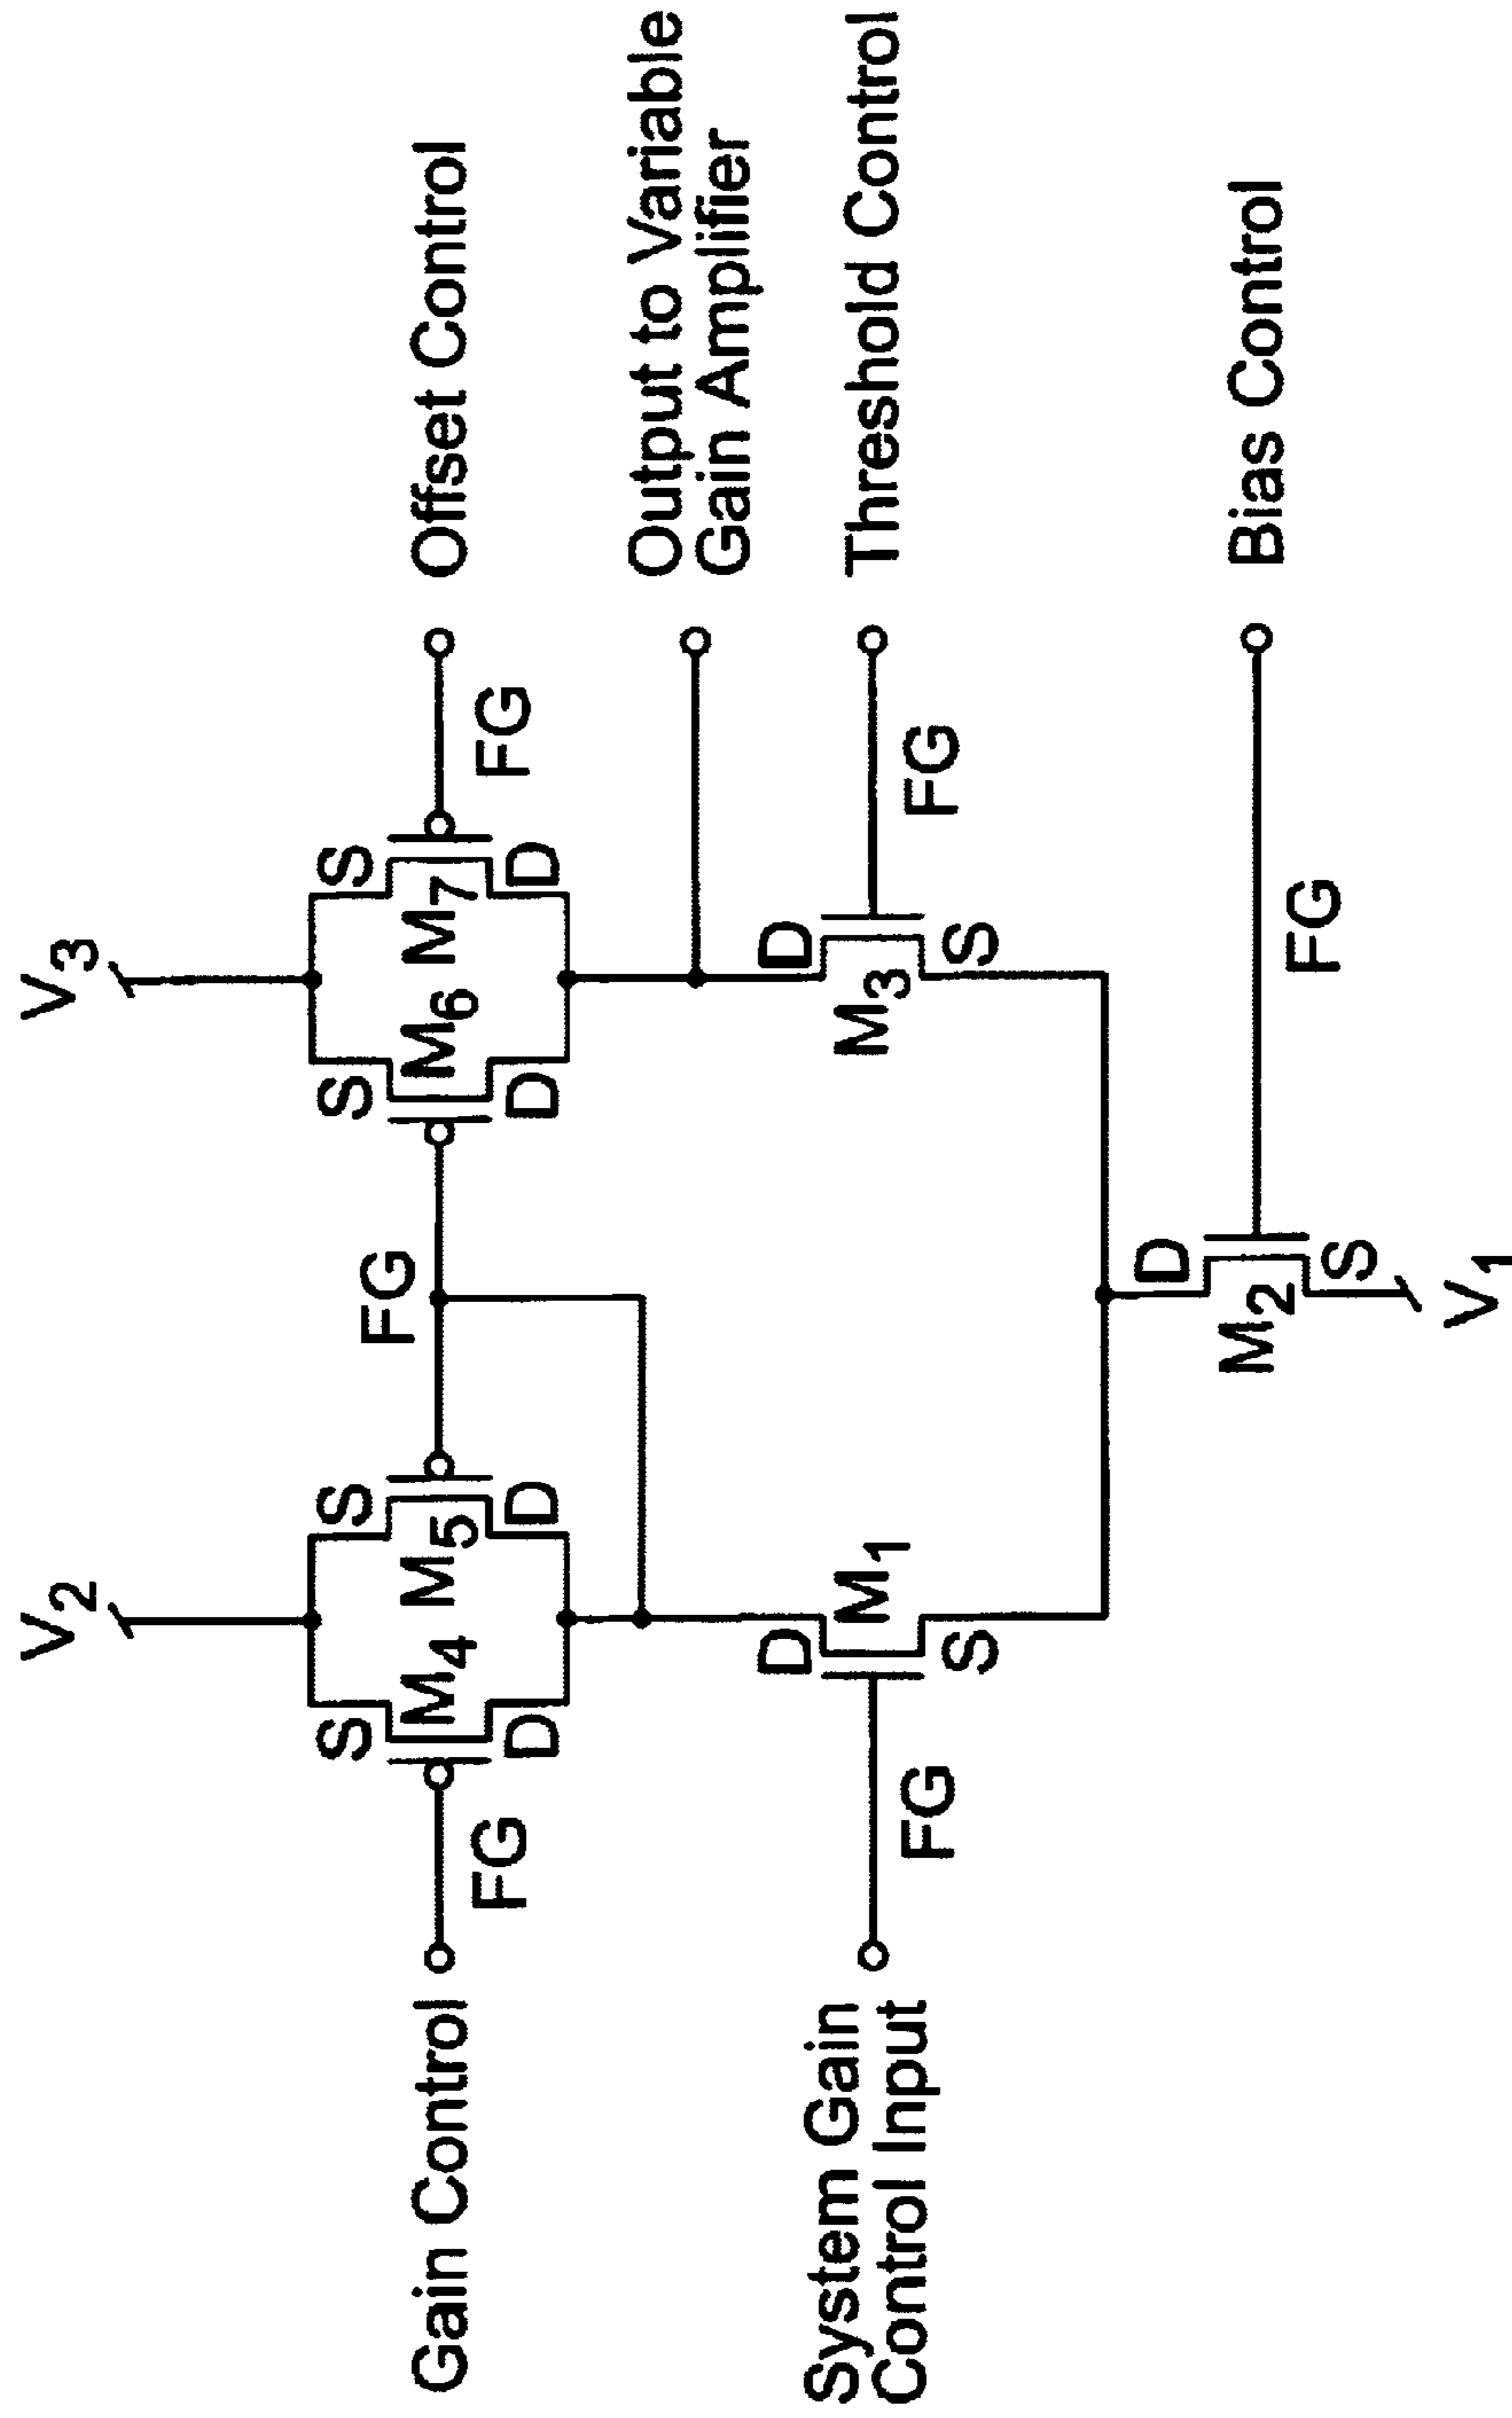 V2
V3
S
S
S
S
Gain Control
M4
M5
FG
M6
M7
Offset Control
FG
FG
D
D
D
D
Output to Variable
Gain Amplifier
D
D
System Gain
Control Input
M1
M3
Threshold Control
FG
FG
S
S
D
M2
Bias Control
FG
S
V1